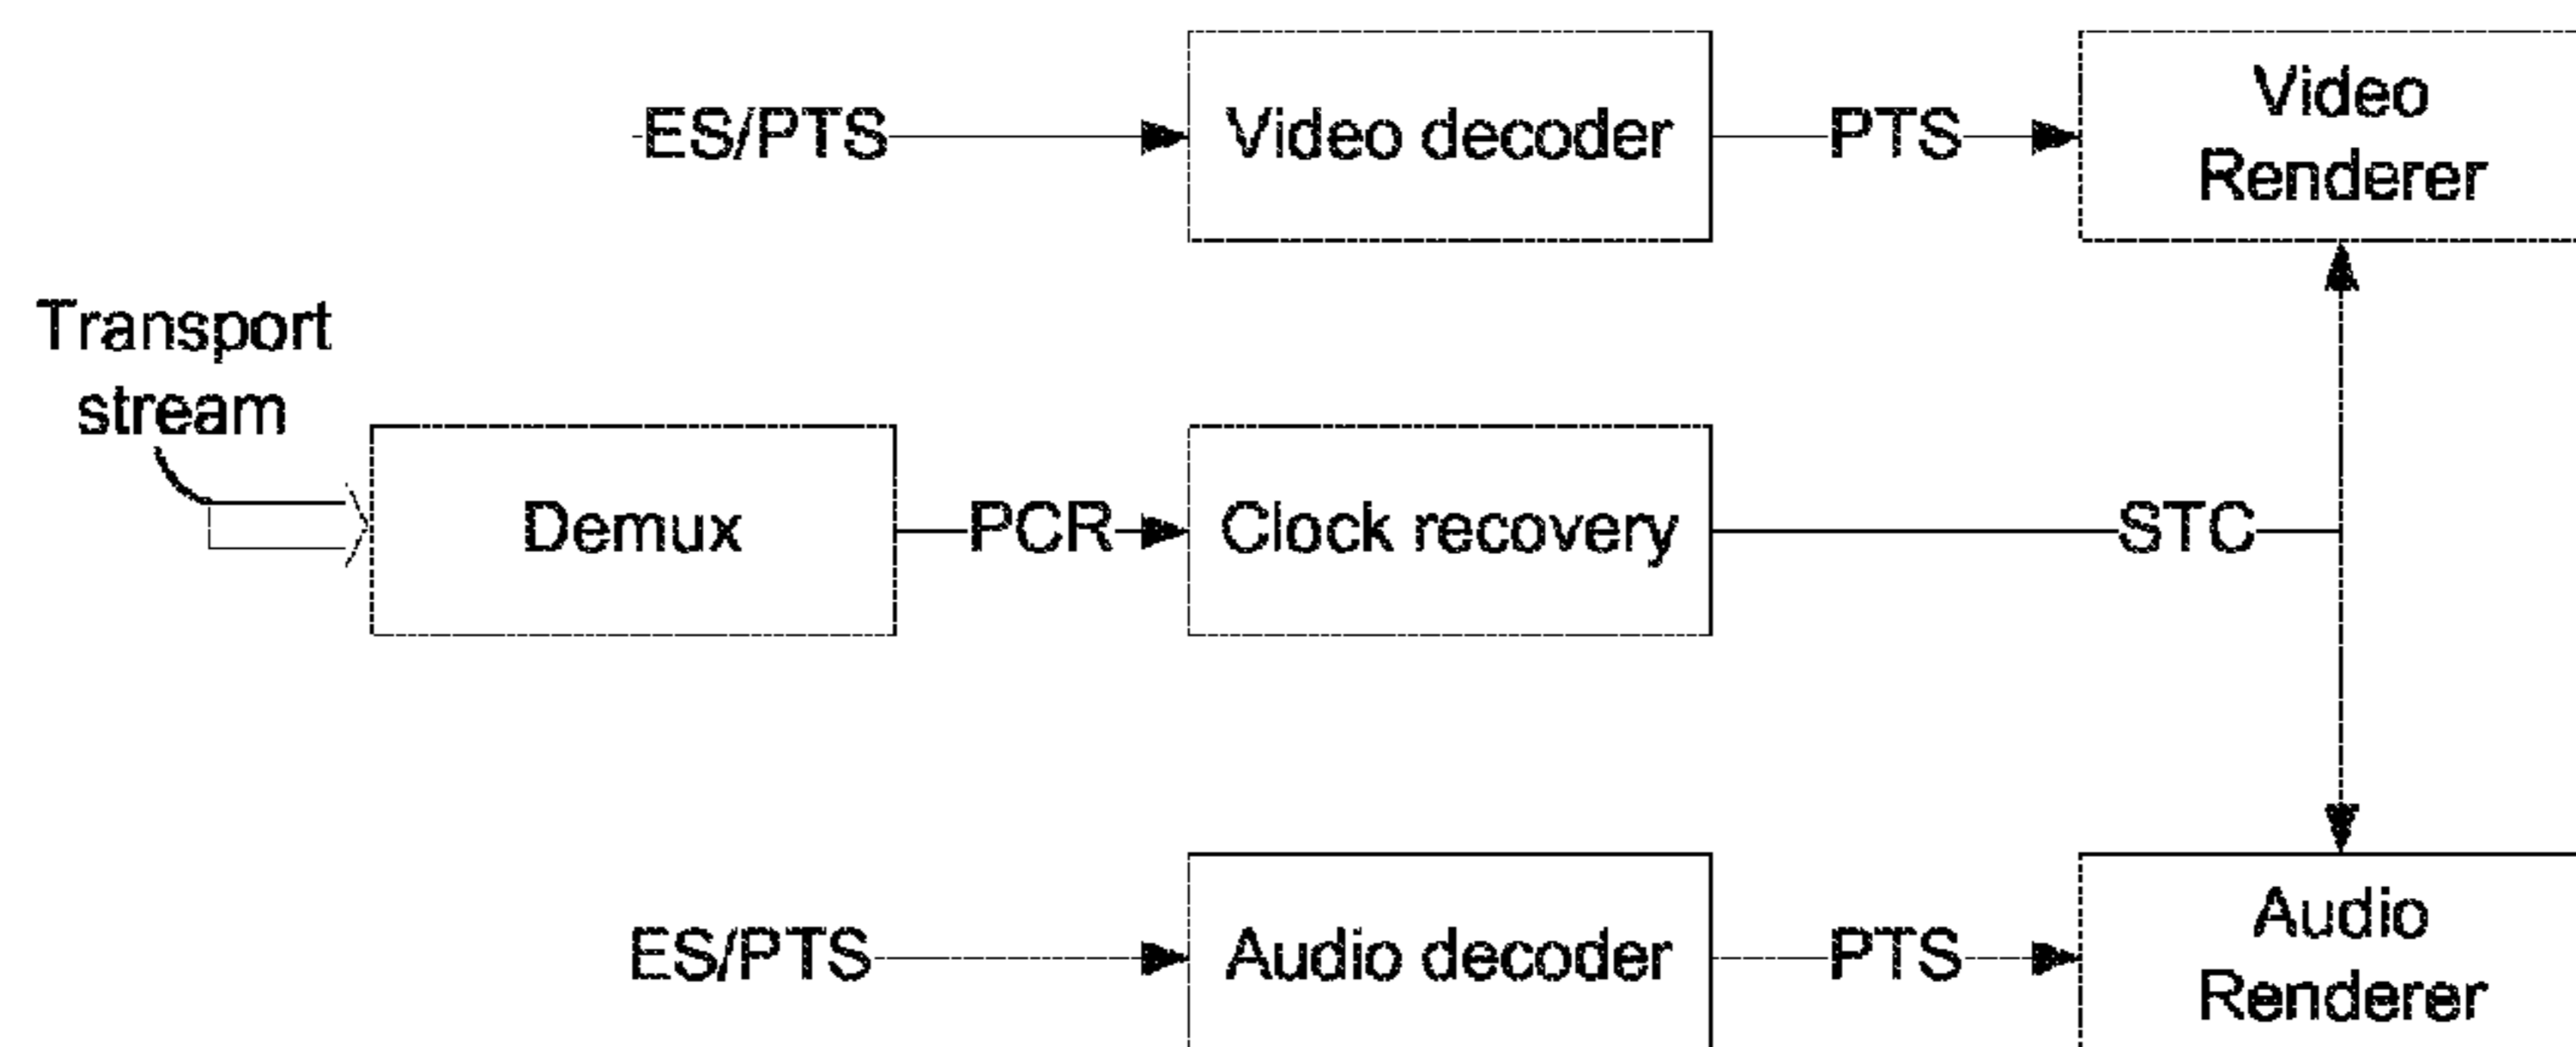 ES/PTS
Video decoder
PTS
Video
Renderer
Transport
stream
Demux
PCR
Clock recovery
STC
ES/PTS
Audio decoder
PTS
Audio
Renderer